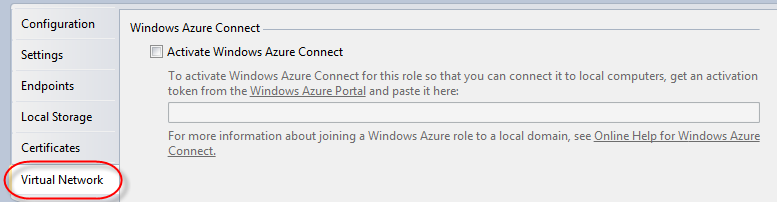 Configuration
Settings
Endpoints
Local Storage
Certificates
Virtual Network
Windows Azure Connect
Activate Windows Azure Connect
To activate Windows Azure Connect for this role so that you can connect it to local computers, get an activation
token from the Windows Azure Portal and paste it here:
For more information about joining a Windows Azure role to a local domain, see Online Help for Windows Azure
Connect.